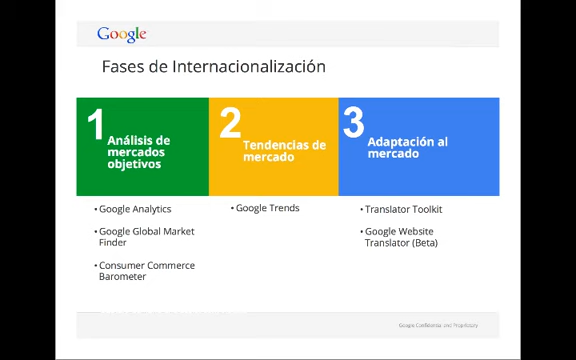 Google
Fases de Internacionalización
1
Análisis de
mercados
objetivos
2
Tendencias de
mercado
3
Adaptación al
mercado
• Google Analytics
• Google Global Market
Finder
• Consumer Commerce
Barometer
• Google Trends
• Translator Toolkit
• Google Website
Translator (Beta)
Google Confidential and Proprietary